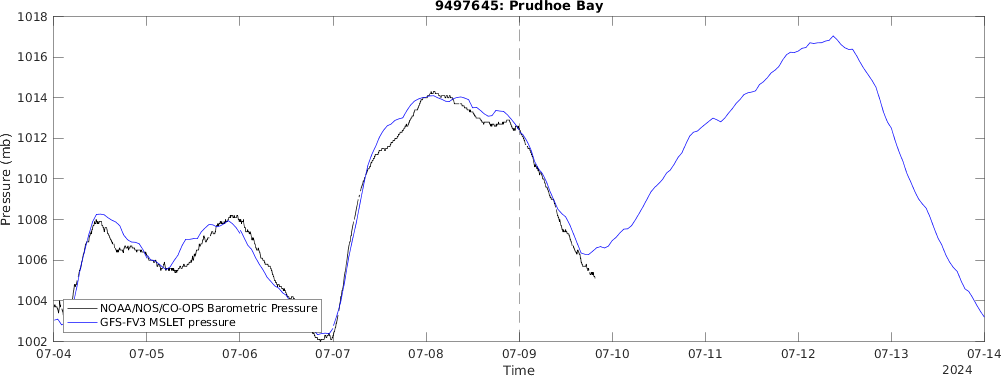 9497645: Prudhoe Bay
1018
1016
1014
1012
1010
1008
1006
1004
1002
Pressure (mb)
NOAA/NOS/CO-OPS Barometric Pressure
GFS-FV3 MSLET pressure
07-04 07-05 07-06 07-07 07-08 07-09 07-10 07-11 07-12 07-13 07-14
Time
2024